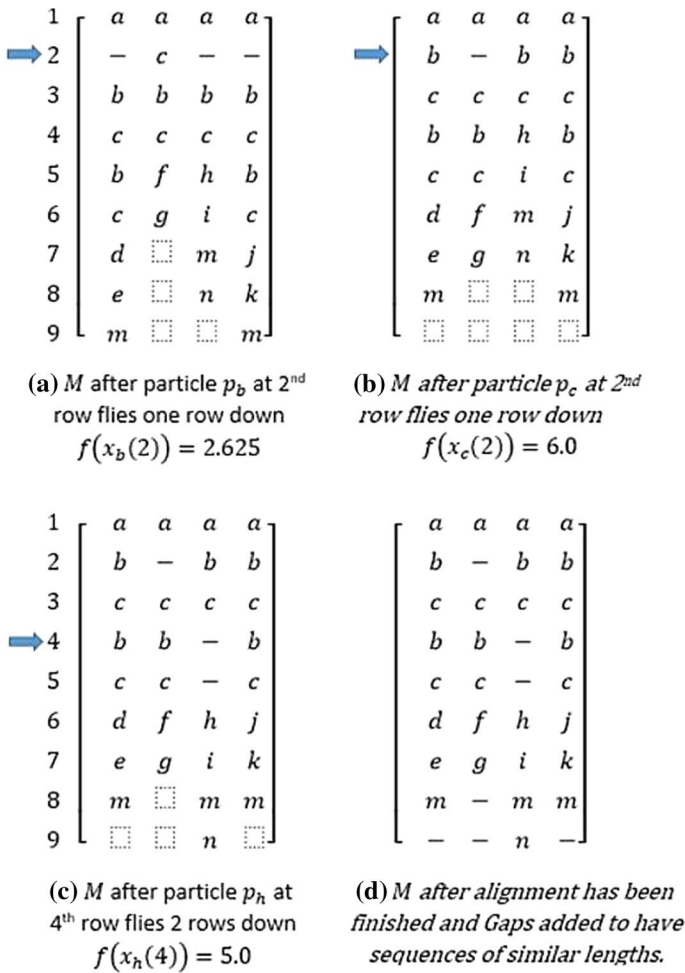 1 a a a a
2 – c – –
3 b b b b
4 c c c c
5 b f h b
6 c g i c
7 d m j
8 e n k
9 m m
(a) M after particle p_b at 2nd
row flies one row down
f(x_b(2)) = 2.625
a a a a
b – b b
c c c c
b b h b
c c i c
d f m j
e g n k
m m
(b) M after particle p_c at 2nd
row flies one row down
f(x_c(2)) = 6.0
1 a a a a
2 b – b b
3 c c c c
4 b b – b
5 c c – c
6 d f h j
7 e g i k
8 m m m
9 n
(c) M after particle p_h at
4th row flies 2 rows down
f(x_h(4)) = 5.0
a a a a
b – b b
c c c c
b b – b
c c – c
d f h j
e g i k
m – m m
– – n –
(d) M after alignment has been
finished and Gaps added to have
sequences of similar lengths.